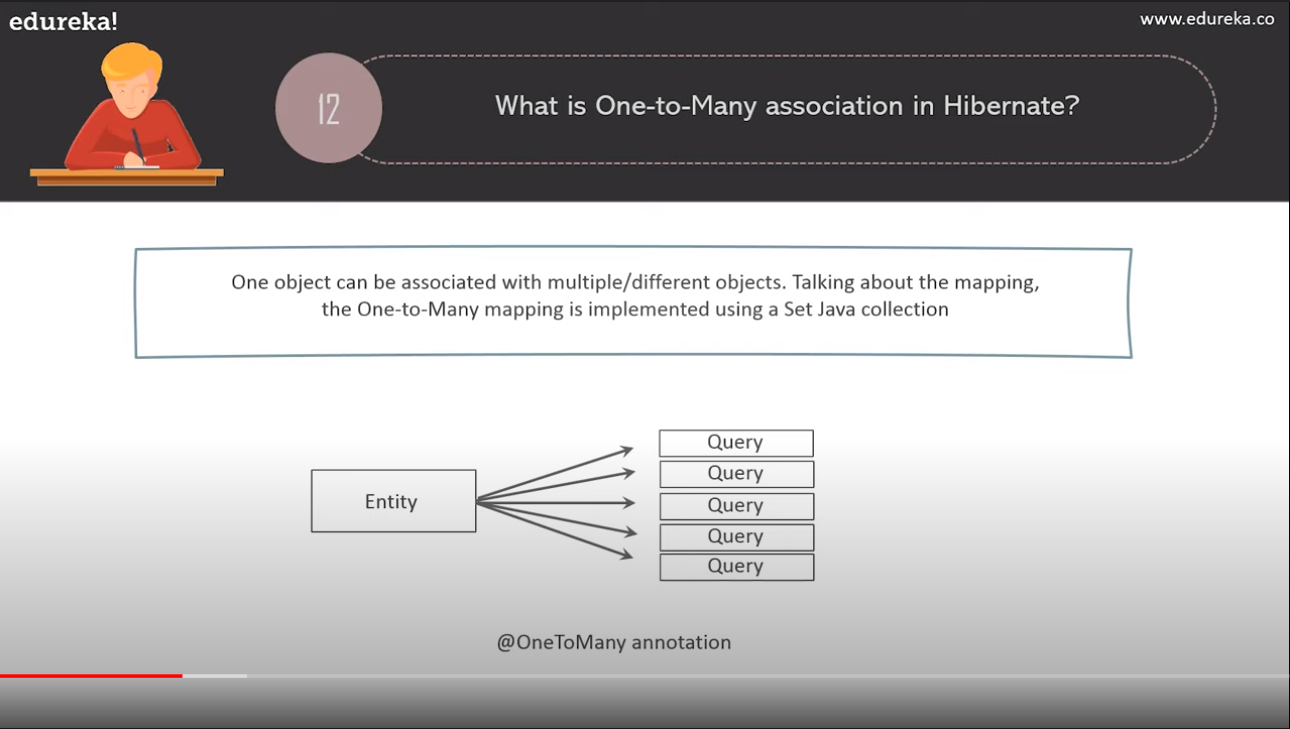 edureka!
www.edureka.co
12
What is One-to-Many association in Hibernate?
One object can be associated with multiple/different objects. Talking about the mapping,
the One-to-Many mapping is implemented using a Set Java collection
Entity
Query
Query
Query
Query
Query
@OneToMany annotation